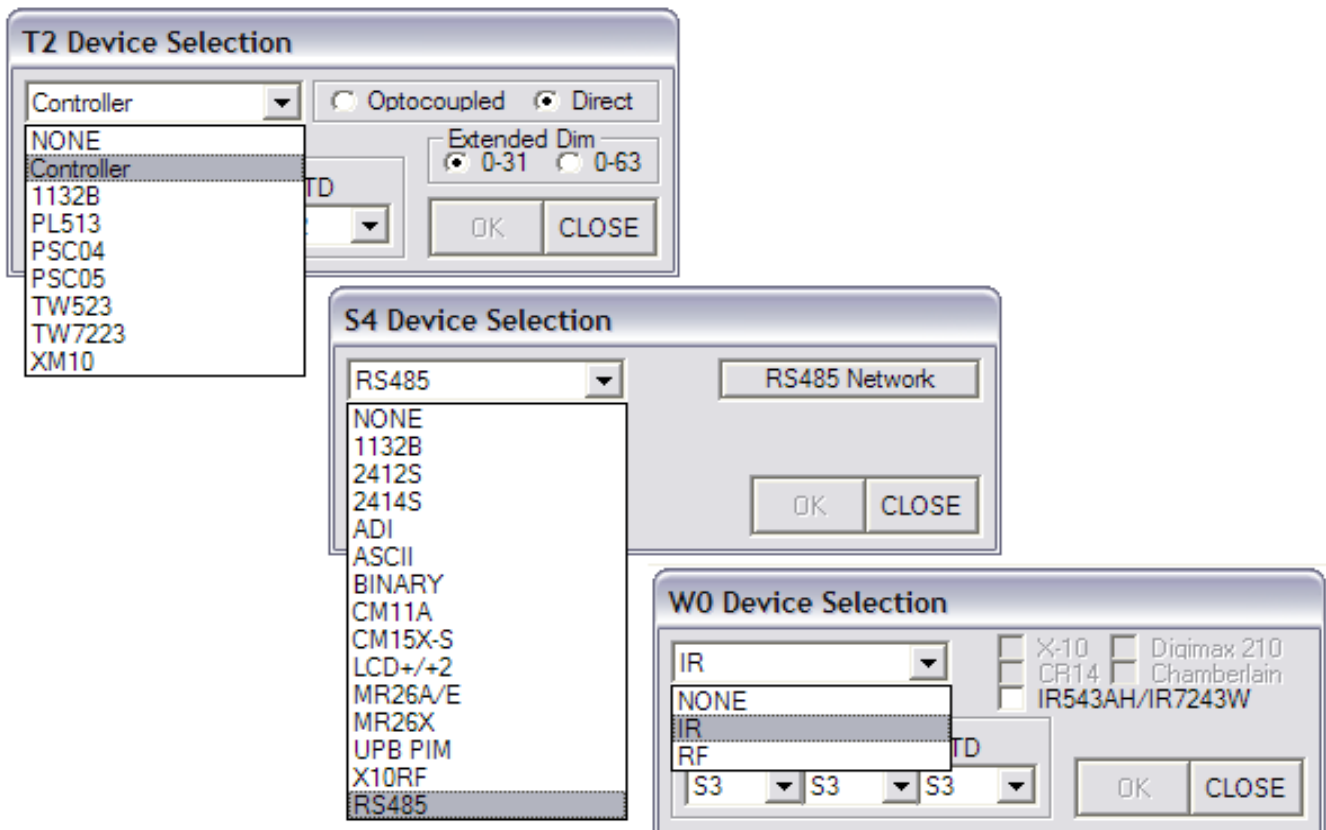 T2 Device Selection
Controller
Optocoupled Direct
NONE
Controller
1132B
PL513
PSC04
PSC05
TW523
TW7223
XM10
Extended Dim
0-31 0-63
TD
OK CLOSE
S4 Device Selection
RS485
RS485 Network
NONE
1132B
2412S
2414S
ADI
ASCII
BINARY
CM11A
CM15X-S
LCD+/+2
MR26A/E
MR26X
UPB PIM
X10RF
RS485
OK CLOSE
W0 Device Selection
IR
X-10 Digimax 210
CR14 Chamberlain
IR543AH/IR7243W
NONE
IR
RF
TD
S3 S3 S3
OK CLOSE